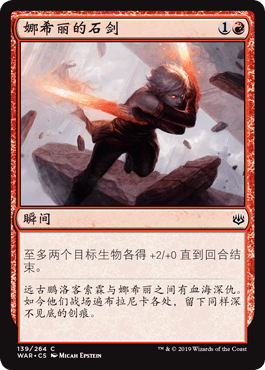 娜希丽的石剑 1
瞬间
至多两个目标生物各得 +2/+0 直到回合结
束。
远古鹏洛客索霖与娜希丽之间有血海深仇。
如今他们战场遍布拉尼卡各处，留下同样深
不见底的创痕。
139/264 C
WAR • CS MICAH EPSTEIN
™ & © 2019 Wizards of the Coast